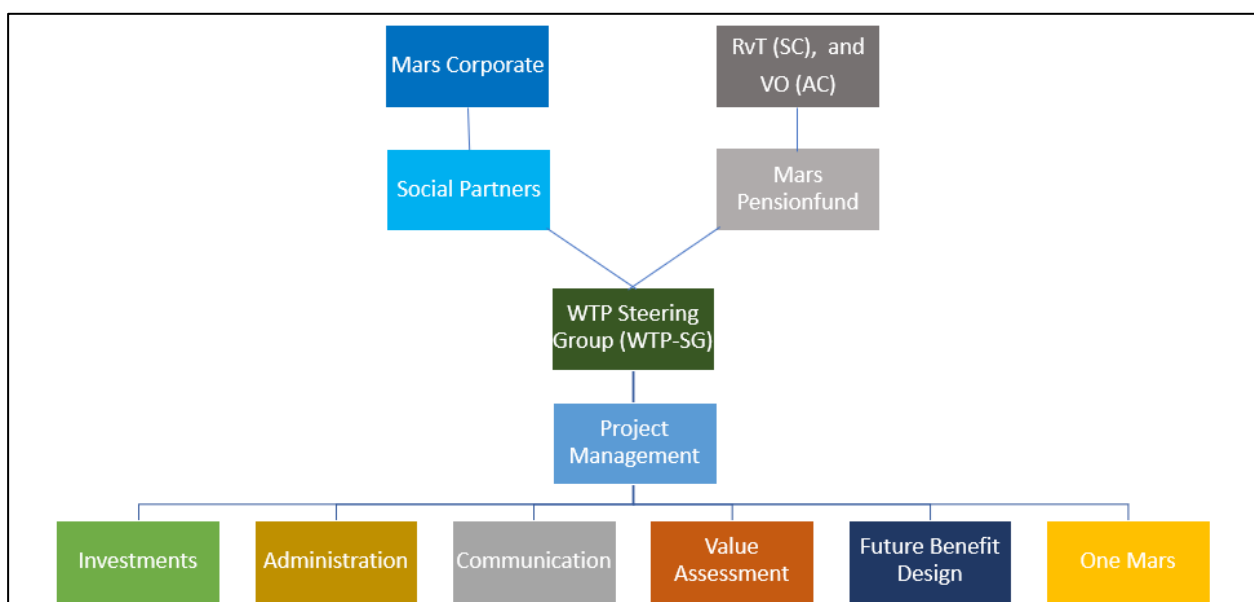 Mars Corporate
RvT (SC),  and
VO (AC)
Social Partners
Mars
Pensionfund
WTP Steering
Group (WTP-SG)
Project
Management
Investments
Administration
Communication
Value
Assessment
Future Benefit
Design
One Mars